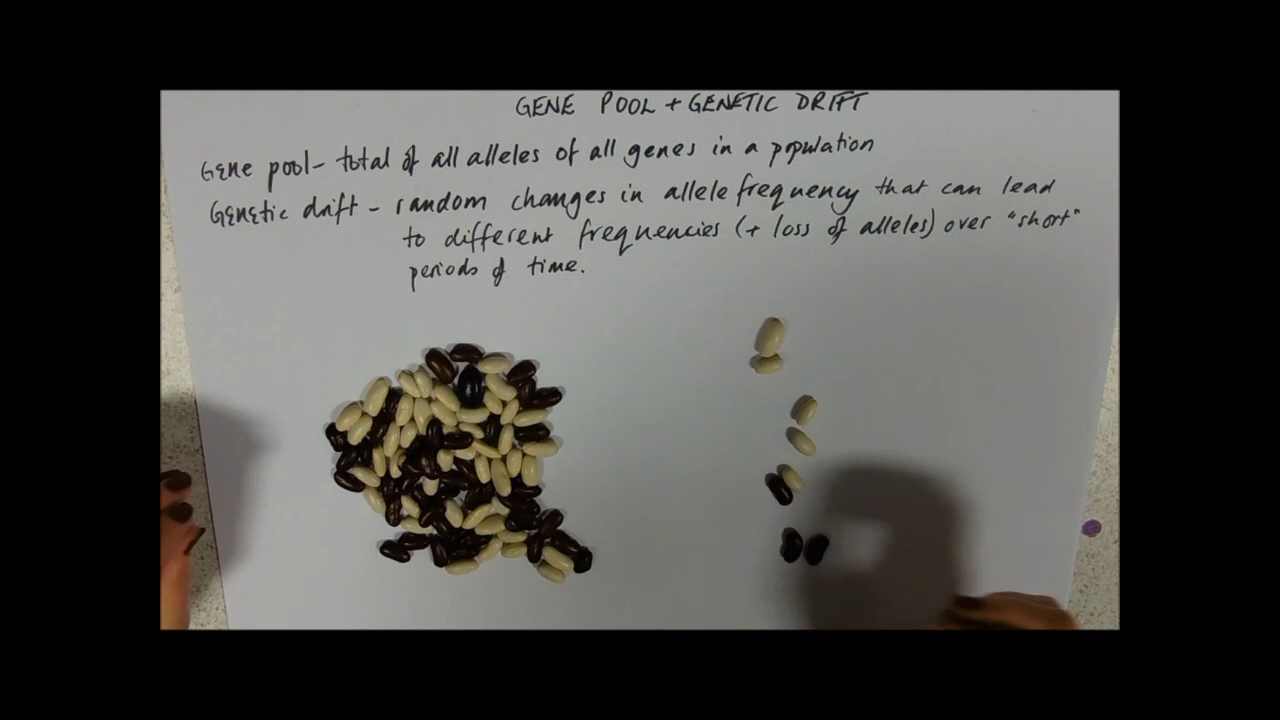 GENE POOL + GENETIC DRIFT
Gene pool - total of all alleles of all genes in a population
Genetic drift - random changes in allele frequency that can lead
to different frequencies (+ loss of alleles) over "short"
periods of time.